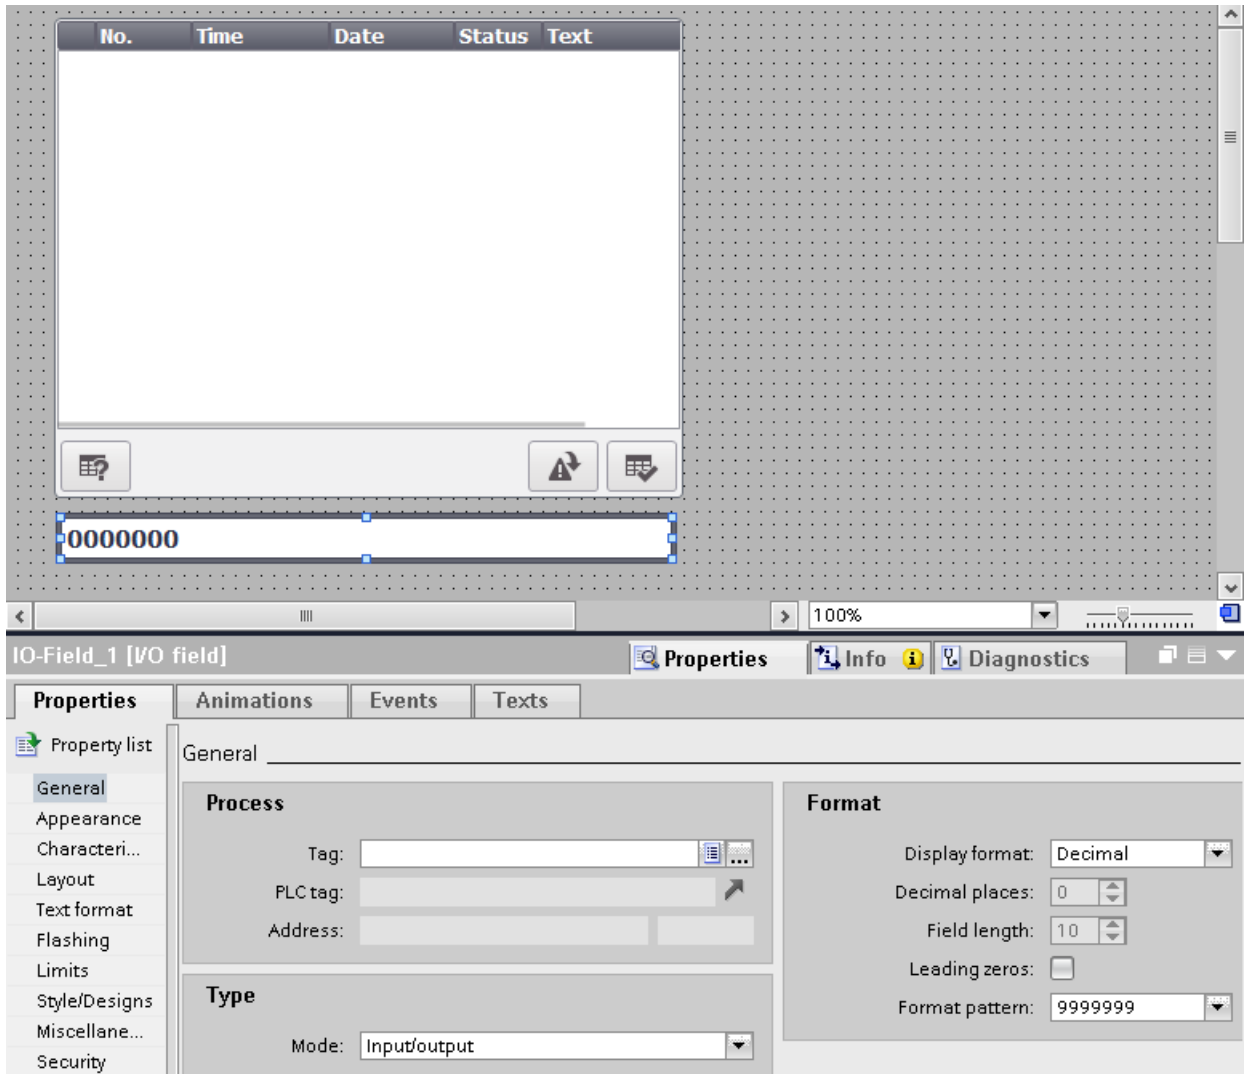 No. Time Date Status Text
0000000
100%
IO-Field_1 [I/O field]
Properties Info Diagnostics
Properties Animations Events Texts
Property list
General
Appearance
Characteri...
Layout
Text format
Flashing
Limits
Style/Designs
Miscellane...
Security
General
Process
Tag:
...
PLC tag:
Address:
Type
Mode: Input/output
Format
Display format: Decimal
Decimal places: 0
Field length: 10
Leading zeros:
Format pattern: 9999999